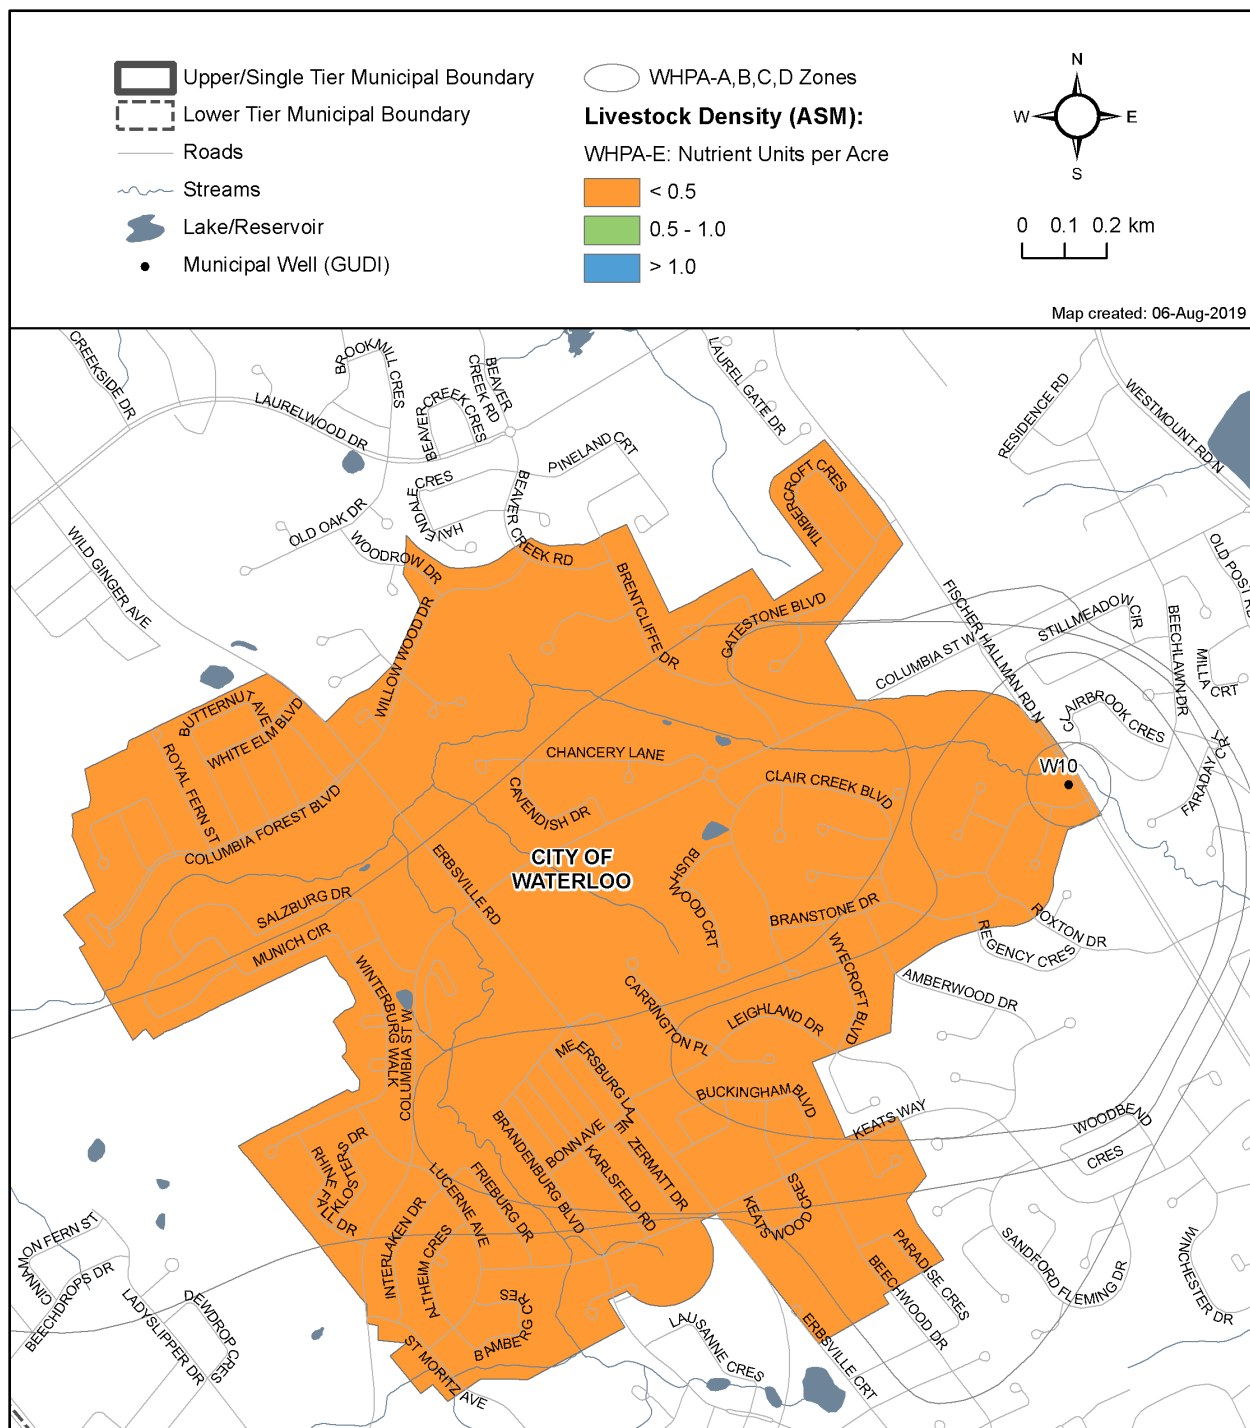 Upper/Single Tier Municipal Boundary
Lower Tier Municipal Boundary
Roads
Streams
Lake/Reservoir
Municipal Well (GUDI)
WHPA-A,B,C,D Zones
Livestock Density (ASM):
WHPA-E: Nutrient Units per Acre
< 0.5
0.5 - 1.0
> 1.0
N
W E
S
0 0.1 0.2 km
Map created: 06-Aug-2019
CREEKSIDE DR
BROOKMILL CRES
LAURELWOOD DR
BEAVER
CREEK RD
BEAVER
CREEK CRES
LAUREL GATE DR
RESIDENCE RD
WESTMOUNT RD N
PINELAND CRT
HAVENDALE CRES
BEAVER CREEK RD
OLD OAK DR
WOODROW DR
TIMBERCROFT CRES
WILD GINGER AVE
OLD POST RD
BRENTCLIFFE DR
GATESTONE BLVD
FISCHER HALLMAN RD N
STILLMEADOW CIR
BEECHLAWN DR
MILLA CRT
COLUMBIA ST W
WILLOW WOOD DR
BUTTERNUT AVE
WHITE ELM BLVD
ROYAL FERN ST
COLUMBIA FOREST BLVD
CLAIRBROOK CRES
FARADAY CRT
W10
CHANCERY LANE
CLAIR CREEK BLVD
CAVENDISH DR
ERBSVILLE RD
CITY OF
WATERLOO
BUSHWOOD CRT
BRANSTONE DR
SALZBURG DR
MUNICH CIR
WYECROFT BLVD
REGENCY CRES
ROXTON DR
AMBERWOOD DR
WINTERBURG WALK
COLUMBIA ST W
CARRINGTON PL
LEIGHLAND DR
MEERSBURG LANE
BUCKINGHAM BLVD
KEATS WAY
WOODBEND
CRES
BRANDENBURG BLVD
BONN AVE
KARLSFELD RD
ZERMATT DR
KLOSTERS DR
RHINE FALL DR
LUCERNE AVE
FRIEBURG DR
INTERLAKEN DR
ALTHEIM CRES
BAMBERG CRES
CRES
KEATS
WOOD CRES
PARADISE CRES
BEECHWOOD DR
SANDFORD FLEMING DR
WINCHESTER DR
CINNAMON FERN ST
BEECHDROPS DR
LADYSLIPPER DR
DEWDROP CRES
ST MORITZ AVE
LAUSANNE CRES
ERBSVILLE CRT